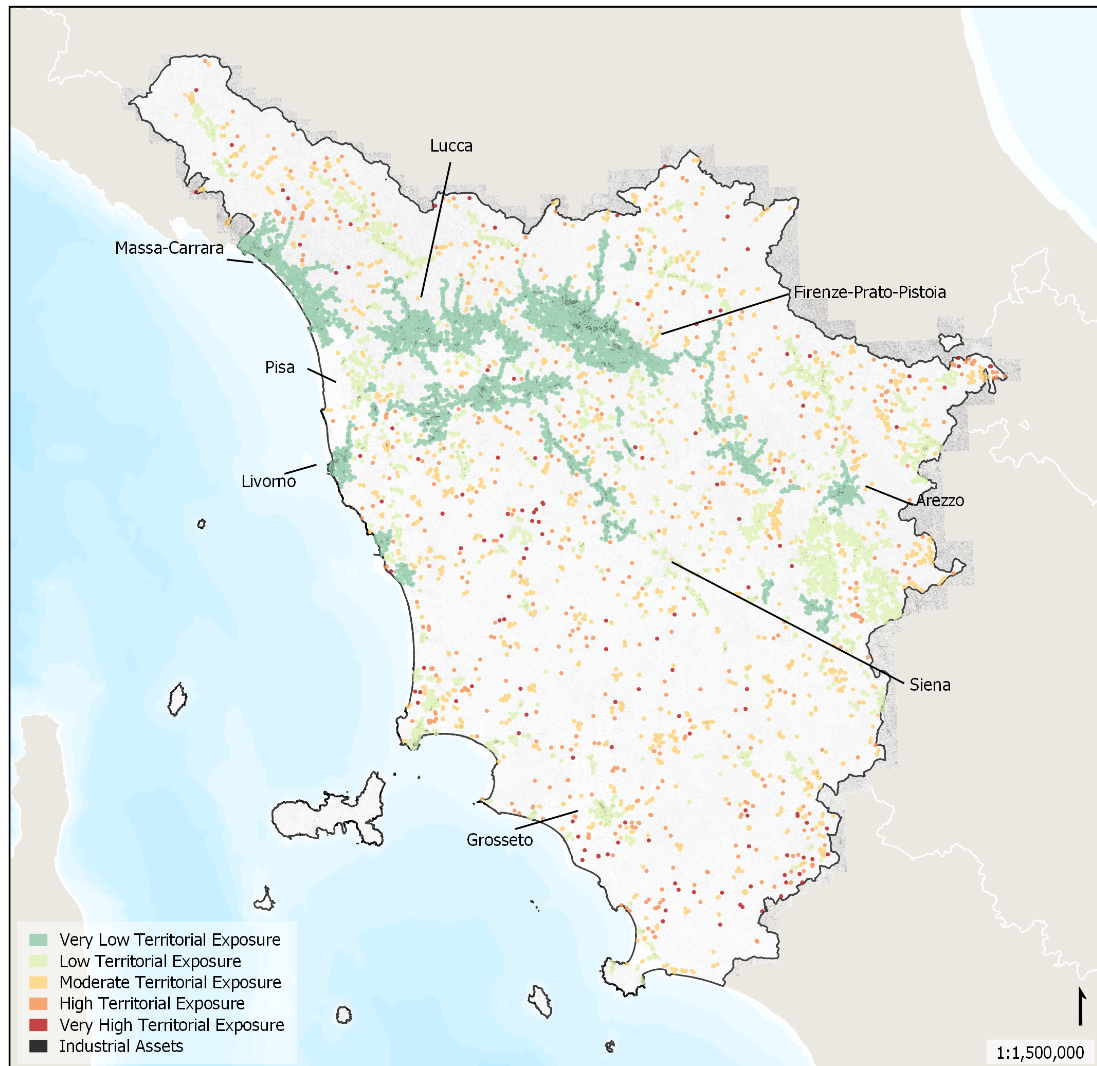 Lucca
Massa-Carrara
Firenze-Prato-Pistoia
Pisa
Livorno
Arezzo
Siena
Grosseto
Very Low Territorial Exposure
Low Territorial Exposure
Moderate Territorial Exposure
High Territorial Exposure
Very High Territorial Exposure
Industrial Assets
1:1,500,000